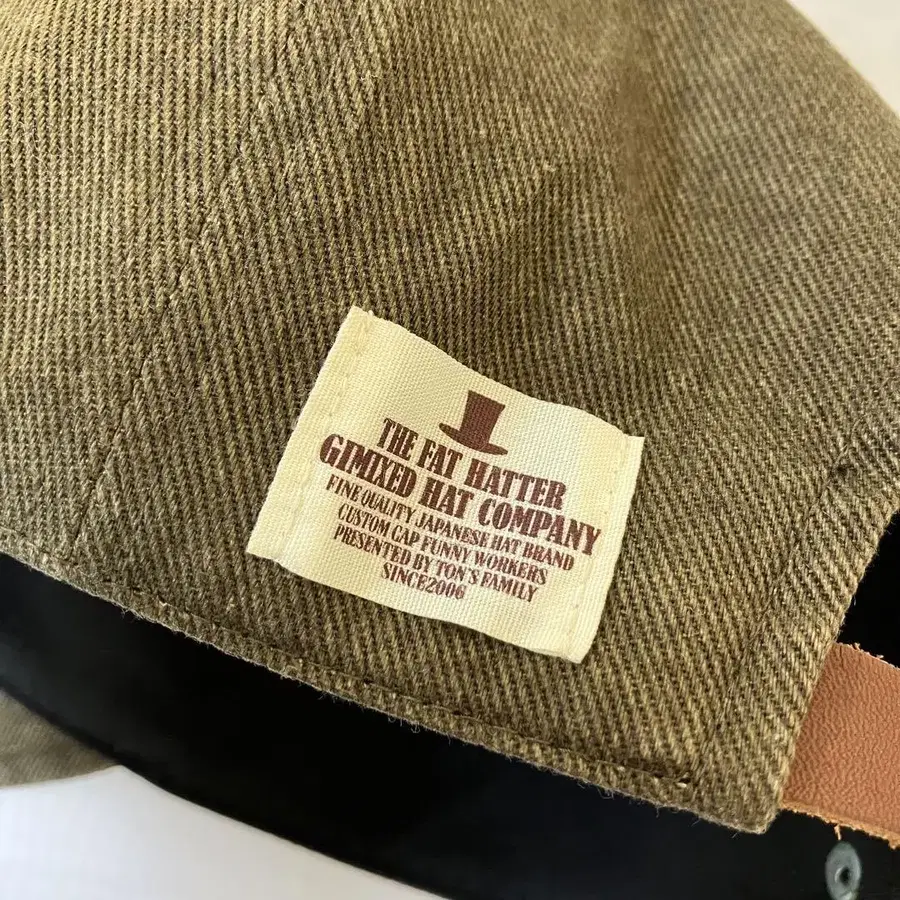 THE FAT HATTER
GIMIXED HAT COMPANY
FINE QUALITY JAPANESE HAT BRAND
CUSTOM CAP FUNNY WORKERS
PRESENTED BY TON'S FAMILY
SINCE2006